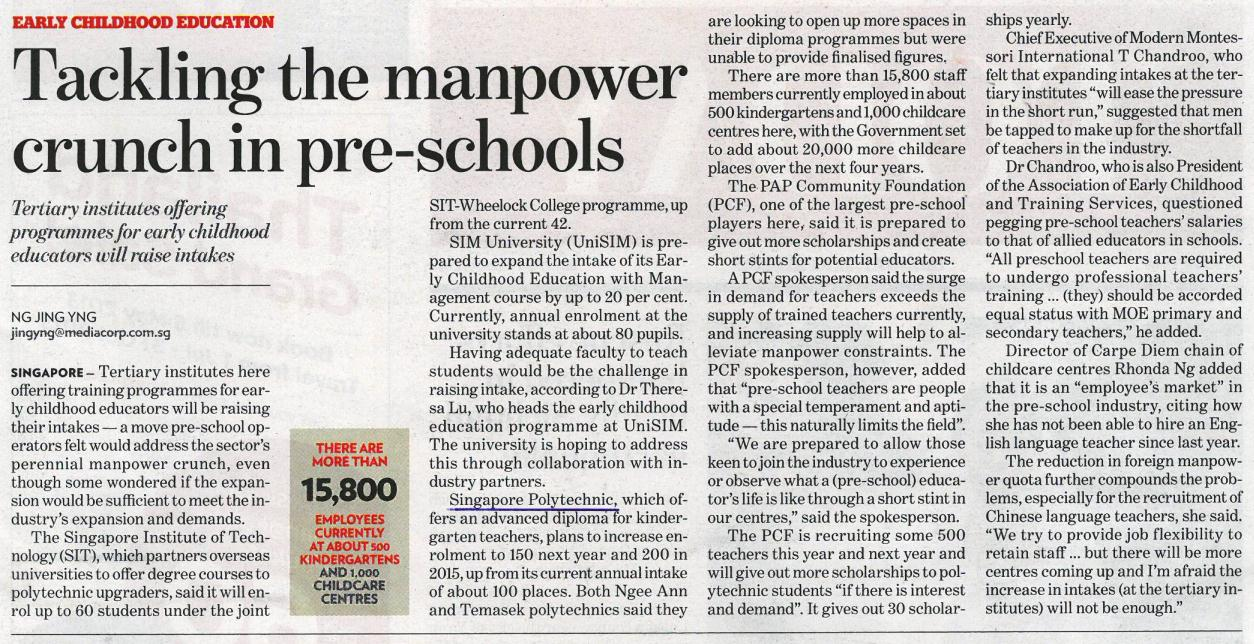 EARLY CHILDHOOD EDUCATION
Tackling the manpower
crunch in pre-schools
Tertiary institutes offering
programmes for early childhood
educators will raise intakes
NG JING YNG
jingyng@mediacorp.com.sg
SINGAPORE – Tertiary institutes here
offering training programmes for ear-
ly childhood educators will be raising
their intakes — a move pre-school op-
erators felt would address the sector's
perennial manpower crunch, even
though some wondered if the expan-
sion would be sufficient to meet the in-
dustry's expansion and demands.
The Singapore Institute of Tech-
nology (SIT), which partners overseas
universities to offer degree courses to
polytechnic upgraders, said it will en-
rol up to 60 students under the joint
THERE ARE
MORE THAN
15,800
EMPLOYEES
CURRENTLY
AT ABOUT 500
KINDERGARTENS
AND 1,000
CHILDCARE
CENTRES
SIT-Wheelock College programme, up
from the current 42.
SIM University (UniSIM) is pre-
pared to expand the intake of its Ear-
ly Childhood Education with Man-
agement course by up to 20 per cent.
Currently, annual enrolment at the
university stands at about 80 pupils.
Having adequate faculty to teach
students would be the challenge in
raising intake, according to Dr There-
sa Lu, who heads the early childhood
education programme at UniSIM.
The university is hoping to address
this through collaboration with in-
dustry partners.
Singapore Polytechnic, which of-
fers an advanced diploma for kinder-
garten teachers, plans to increase en-
rolment to 150 next year and 200 in
2015, up from its current annual intake
of about 100 places. Both Ngee Ann
and Temasek polytechnics said they
are looking to open up more spaces in
their diploma programmes but were
unable to provide finalised figures.
There are more than 15,800 staff
members currently employed in about
500 kindergartens and 1,000 childcare
centres here, with the Government set
to add about 20,000 more childcare
places over the next four years.
The PAP Community Foundation
(PCF), one of the largest pre-school
players here, said it is prepared to
give out more scholarships and create
short stints for potential educators.
A PCF spokesperson said the surge
in demand for teachers exceeds the
supply of trained teachers currently,
and increasing supply will help to al-
leviate manpower constraints. The
PCF spokesperson, however, added
that “pre-school teachers are people
with a special temperament and apti-
tude — this naturally limits the field”.
“We are prepared to allow those
keen to join the industry to experience
or observe what a (pre-school) educa-
tor's life is like through a short stint in
our centres,” said the spokesperson.
The PCF is recruiting some 500
teachers this year and next year and
will give out more scholarships to pol-
ytechnic students “if there is interest
and demand”. It gives out 30 scholar-
ships yearly.
Chief Executive of Modern Montes-
sori International T Chandroo, who
felt that expanding intakes at the ter-
tiary institutes “will ease the pressure
in the short run,” suggested that men
be tapped to make up for the shortfall
of teachers in the industry.
Dr Chandroo, who is also President
of the Association of Early Childhood
and Training Services, questioned
pegging pre-school teachers' salaries
to that of allied educators in schools.
“All preschool teachers are required
to undergo professional teachers'
training ... (they) should be accorded
equal status with MOE primary and
secondary teachers,” he added.
Director of Carpe Diem chain of
childcare centres Rhonda Ng added
that it is an “employee's market” in
the pre-school industry, citing how
she has not been able to hire an Eng-
lish language teacher since last year.
The reduction in foreign manpow-
er quota further compounds the prob-
lems, especially for the recruitment of
Chinese language teachers, she said.
“We try to provide job flexibility to
retain staff ... but there will be more
centres coming up and I'm afraid the
increase in intakes (at the tertiary in-
stitutes) will not be enough.”